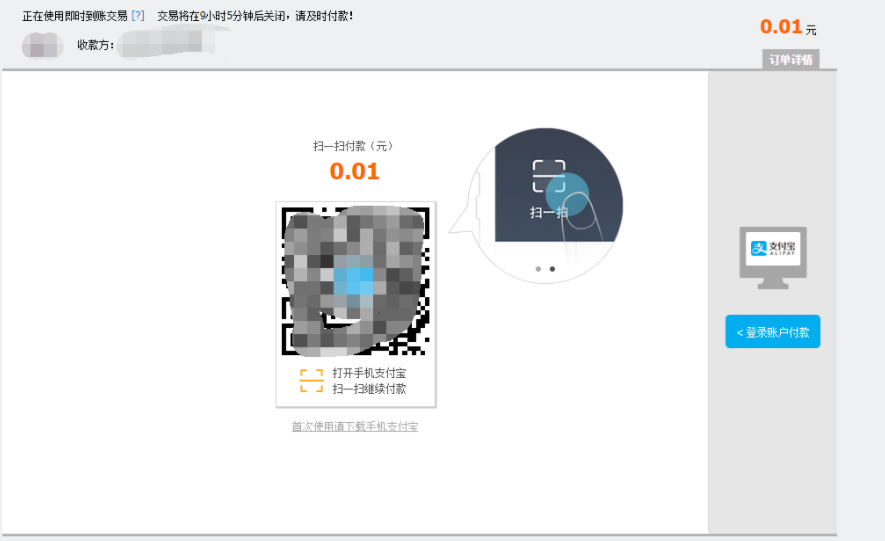 正在使用即时到账交易 [?] 交易将在9小时5分钟后关闭，请及时付款！
0.01 元
收款方：
订单详情
扫一扫付款（元）
0.01
扫一扫
支付宝
ALIPAY
< 登录账户付款
打开手机支付宝
扫一扫继续付款
首次使用请下载手机支付宝